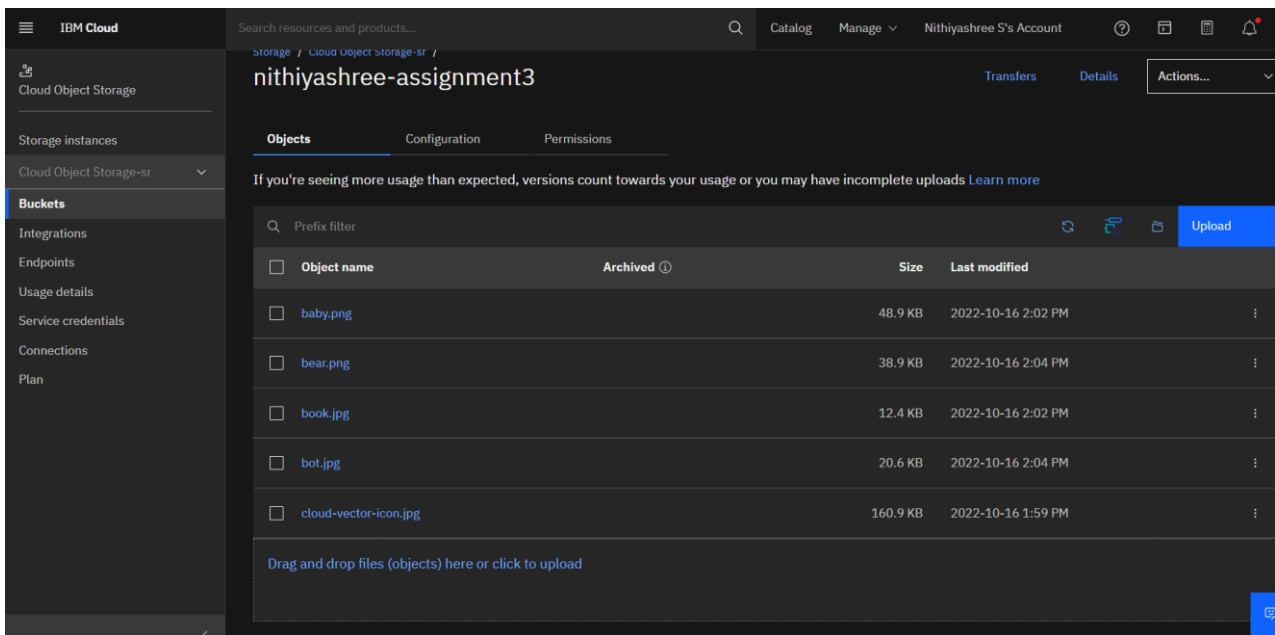 IBM Cloud
Search resources and products...
Catalog
Manage
Nithiyashree S's Account
Cloud Object Storage
Storage instances
Cloud Object Storage-sr
Buckets
Integrations
Endpoints
Usage details
Service credentials
Connections
Plan
Storage / Cloud Object Storage-sr /
nithiyashree-assignment3
Transfers
Details
Actions...
Objects
Configuration
Permissions
If you're seeing more usage than expected, versions count towards your usage or you may have incomplete uploads Learn more
Prefix filter
Upload
Object name Archived Size Last modified
baby.png 48.9 KB 2022-10-16 2:02 PM
bear.png 38.9 KB 2022-10-16 2:04 PM
book.jpg 12.4 KB 2022-10-16 2:02 PM
bot.jpg 20.6 KB 2022-10-16 2:04 PM
cloud-vector-icon.jpg 160.9 KB 2022-10-16 1:59 PM
Drag and drop files (objects) here or click to upload